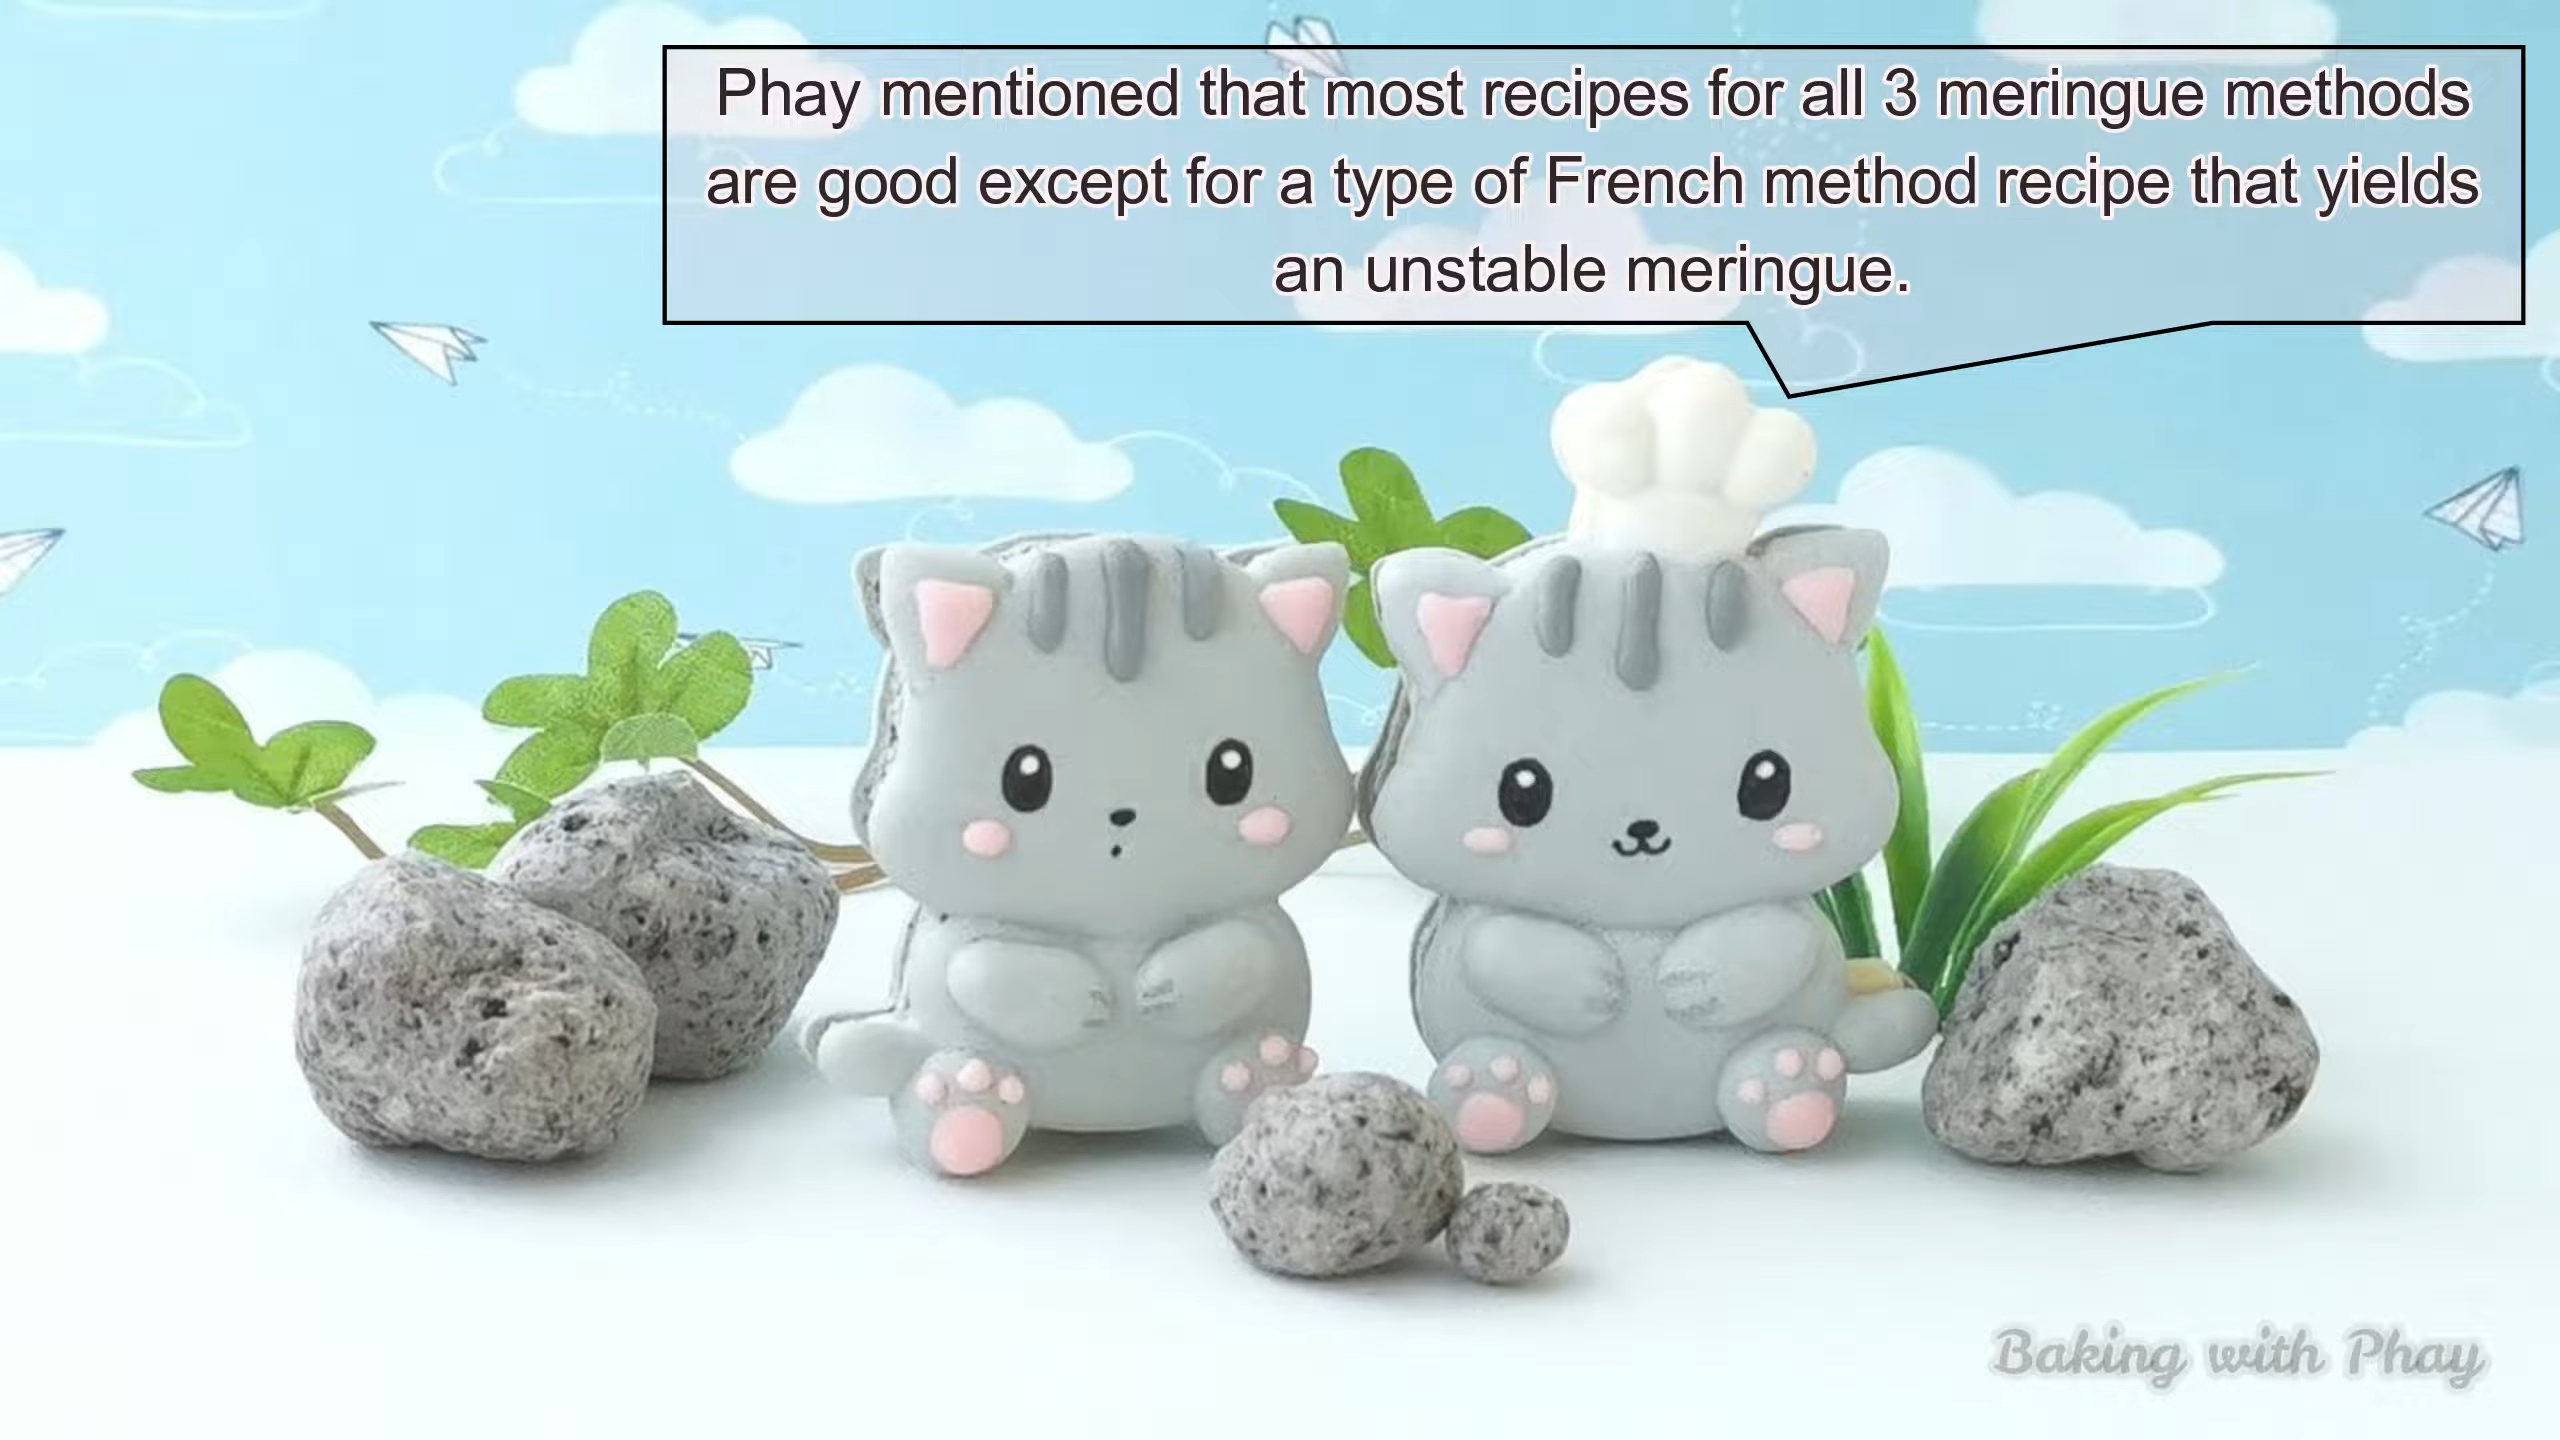 Phay mentioned that most recipes for all 3 meringue methods
are good except for a type of French method recipe that yields
an unstable meringue.
Baking with Phay